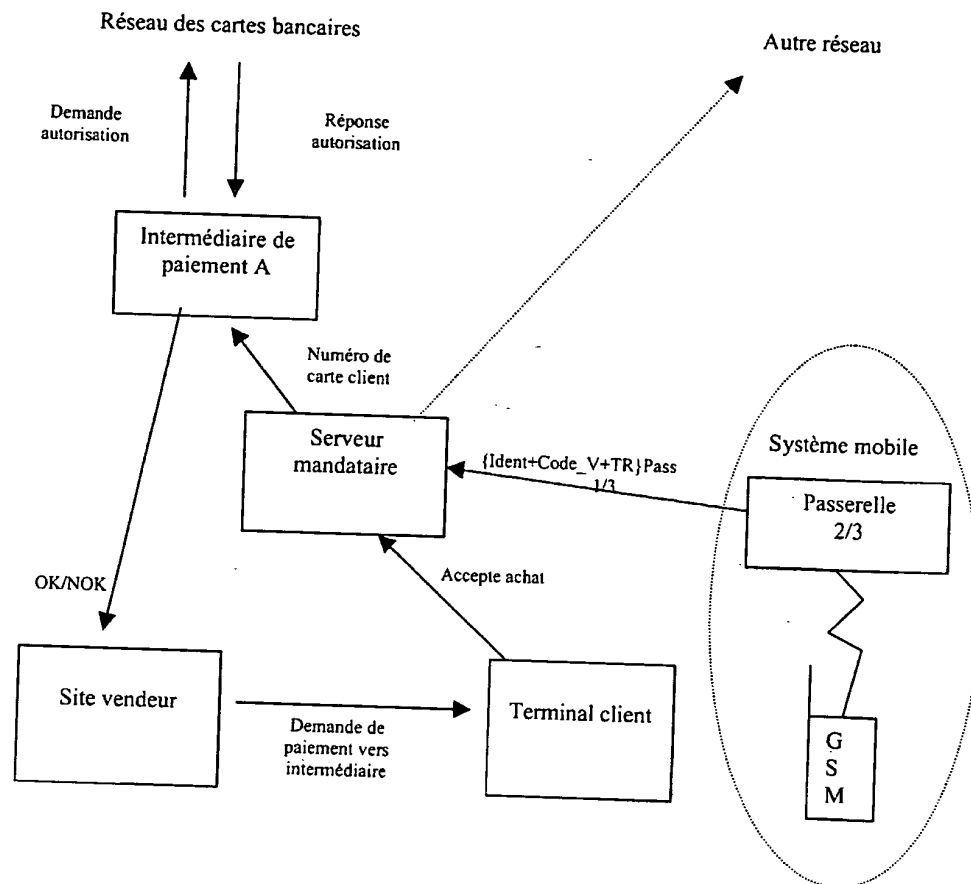 Réseau des cartes bancaires
Autre réseau
Demande
autorisation
Réponse
autorisation
Intermédiaire de
paiement A
Numéro de
carte client
Serveur
mandataire
Système mobile
{Ident+Code_V+TR}Pass
1/3
Passerelle
2/3
Accepte achat
OK/NOK
Site vendeur
Demande de
paiement vers
intermédiaire
Terminal client
G
S
M